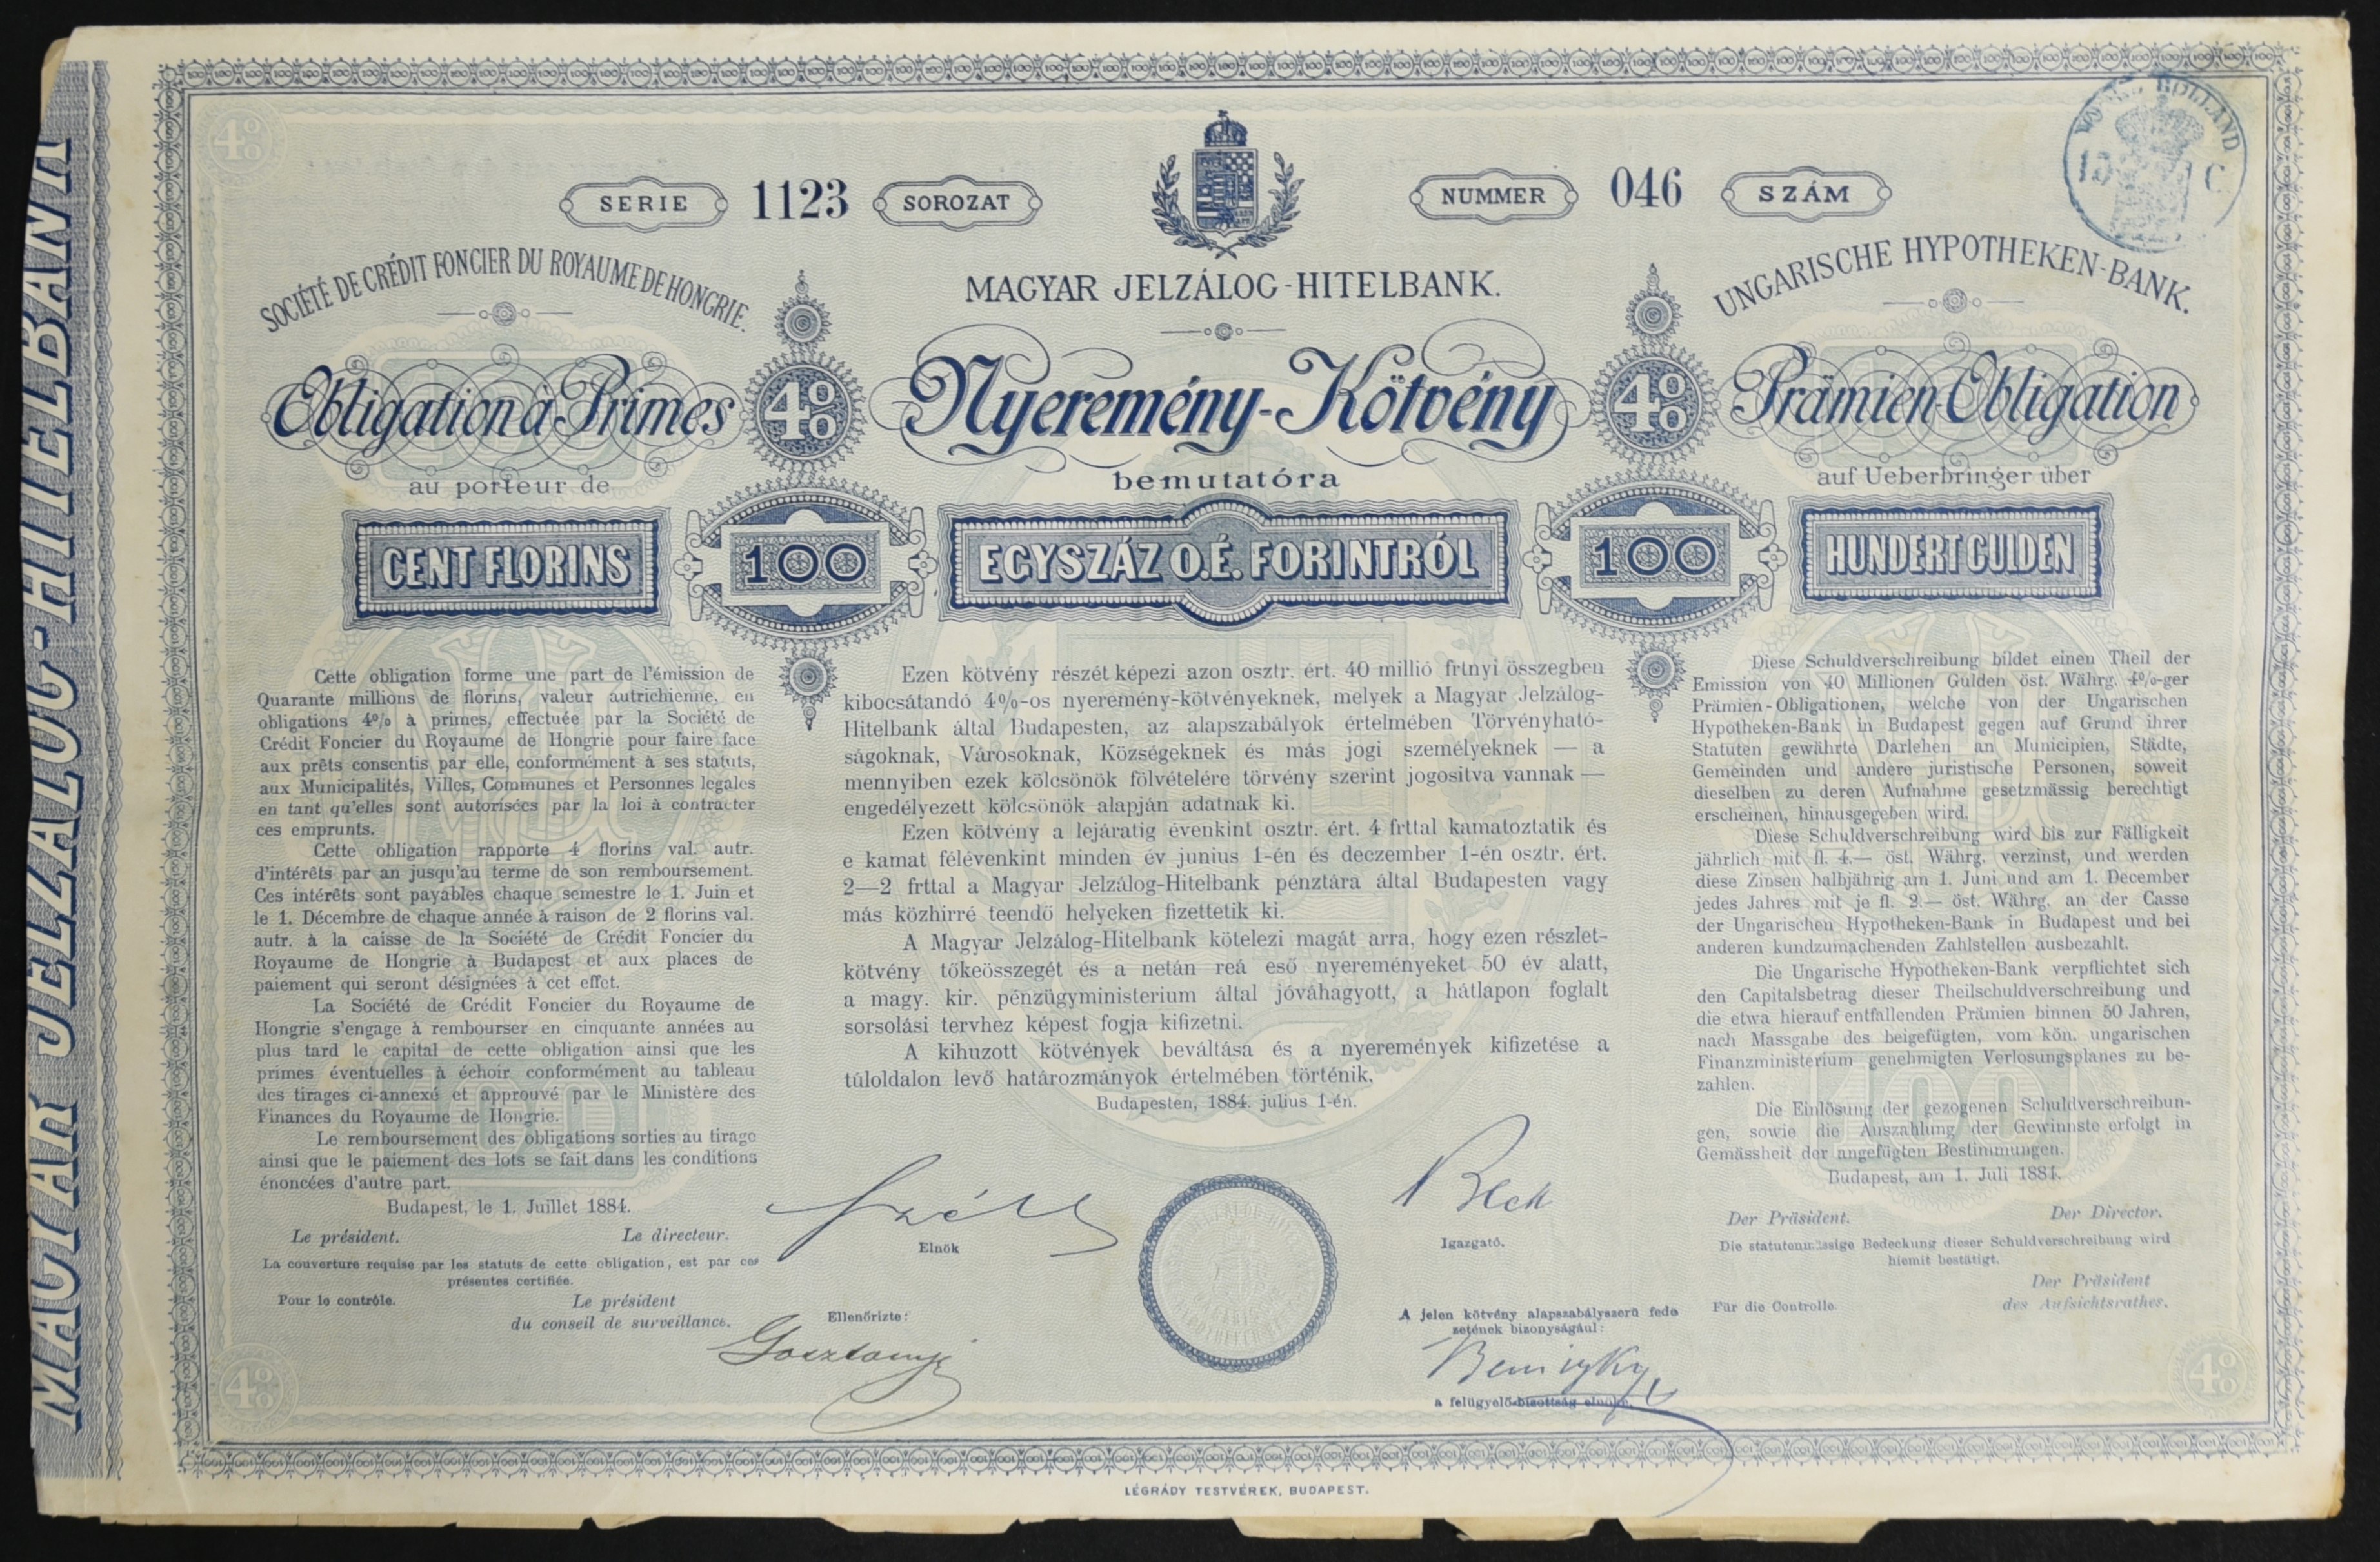 MAGYAR JELZÁLOG-HITELBANK
SERIE 1123 SOROZAT
NUMMER 046 SZÁM
HOLLAND
SOCIÉTÉ DE CRÉDIT FONCIER DU ROYAUME DE HONGRIE.
Obligation à Primes
au porteur de
CENT FLORINS
Cette obligation forme une part de l'émission de
Quarante millions de florins, valeur autrichienne, en
obligations 4% à primes, effectuée par la Société de
Crédit Foncier du Royaume de Hongrie pour faire face
aux prêts consentis par elle, conformément à ses statuts,
aux Municipalités, Villes, Communes et Personnes legales
en tant qu'elles sont autorisées par la loi à contracter
ces emprunts.
Cette obligation rapporte 4 florins val. autr.
d'intérêts par an jusqu'au terme de son remboursement.
Ces intérêts sont payables chaque semestre le 1. Juin et
le 1. Décembre de chaque année à raison de 2 florins val.
autr. à la caisse de la Société de Crédit Foncier du
Royaume de Hongrie à Budapest et aux places de
paiement qui seront désignées à cet effet.
La Société de Crédit Foncier du Royaume de
Hongrie s'engage à rembourser en cinquante années au
plus tard le capital de cette obligation ainsi que les
primes éventuelles à échoir conformément au tableau
des tirages ci-annexé et approuvé par le Ministère des
Finances du Royaume de Hongrie.
Le remboursement des obligations sorties au tirage
ainsi que le paiement des lots se fait dans les conditions
énoncées d'autre part.
Budapest, le 1. Juillet 1884.
Le président. Le directeur.
La couverture requise par les statuts de cette obligation, est par ces
présentes certifiée.
Pour le contrôle. Le président
du conseil de surveillance.
MAGYAR JELZÁLOG-HITELBANK.
4% Nyeremény-Kötvény 4%
bemutatóra
100 EGYSZÁZ O.É. FORINTRÓL 100
Ezen kötvény részét képezi azon osztr. ért. 40 millió frtnyi összegben
kibocsátandó 4%-os nyeremény-kötvényeknek, melyek a Magyar Jelzálog-
Hitelbank által Budapesten, az alapszabályok értelmében Törvényható-
ságoknak, Városoknak, Községeknek és más jogi személyeknek — a
mennyiben ezek kölcsönök fölvételére törvény szerint jogositva vannak —
engedélyezett kölcsönök alapján adatnak ki.
Ezen kötvény a lejáratig évenkint osztr. ért. 4 frttal kamatoztatik és
e kamat félévenkint minden év junius 1-én és deczember 1-én osztr. ért.
2—2 frttal a Magyar Jelzálog-Hitelbank pénztára által Budapesten vagy
más közhirré teendő helyeken fizettetik ki.
A Magyar Jelzálog-Hitelbank kötelezi magát arra, hogy ezen részlet-
kötvény tőkeösszegét és a netán reá eső nyereményeket 50 év alatt,
a magy. kir. pénzügyministerium által jóváhagyott, a hátlapon foglalt
sorsolási tervhez képest fogja kifizetni.
A kihuzott kötvények beváltása és a nyeremények kifizetése a
túloldalon levő határozmányok értelmében történik.
Budapesten, 1884. julius 1-én.
Széll
Elnök
Beck
Igazgató.
Ellenőrizte:
Gosztonyi
A jelen kötvény alapszabályszerü fede
zetének bizonyságául:
Beniczky
a felügyelő-bizottság elnöke.
UNGARISCHE HYPOTHEKEN-BANK.
Prämien-Obligation
auf Ueberbringer über
HUNDERT GULDEN
Diese Schuldverschreibung bildet einen Theil der
Emission von 40 Millionen Gulden öst. Währg. 4%-ger
Prämien-Obligationen, welche von der Ungarischen
Hypotheken-Bank in Budapest gegen auf Grund ihrer
Statuten gewährte Darlehen an Municipien, Städte,
Gemeinden und andere juristische Personen, soweit
dieselben zu deren Aufnahme gesetzmässig berechtigt
erscheinen, hinausgegeben wird.
Diese Schuldverschreibung wird bis zur Fälligkeit
jährlich mit fl. 4.— öst. Währg. verzinst, und werden
diese Zinsen halbjährig am 1. Juni und am 1. December
jedes Jahres mit je fl. 2.— öst. Währg. an der Casse
der Ungarischen Hypotheken-Bank in Budapest und bei
anderen kundzumachenden Zahlstellen ausbezahlt.
Die Ungarische Hypotheken-Bank verpflichtet sich
den Capitalsbetrag dieser Theilschuldverschreibung und
die etwa hierauf entfallenden Prämien binnen 50 Jahren,
nach Massgabe des beigefügten, vom kön. ungarischen
Finanzministerium genehmigten Verlosungsplanes zu be-
zahlen.
Die Einlösung der gezogenen Schuldverschreibun-
gen, sowie die Auszahlung der Gewinnste erfolgt in
Gemässheit der angefügten Bestimmungen.
Budapest, am 1. Juli 1884.
Der Präsident. Der Director.
Die statutenmässige Bedeckung dieser Schuldverschreibung wird
hiemit bestätigt.
Für die Controlle. Der Präsident
des Aufsichtsrathes.
LÉGRÁDY TESTVÉREK, BUDAPEST.